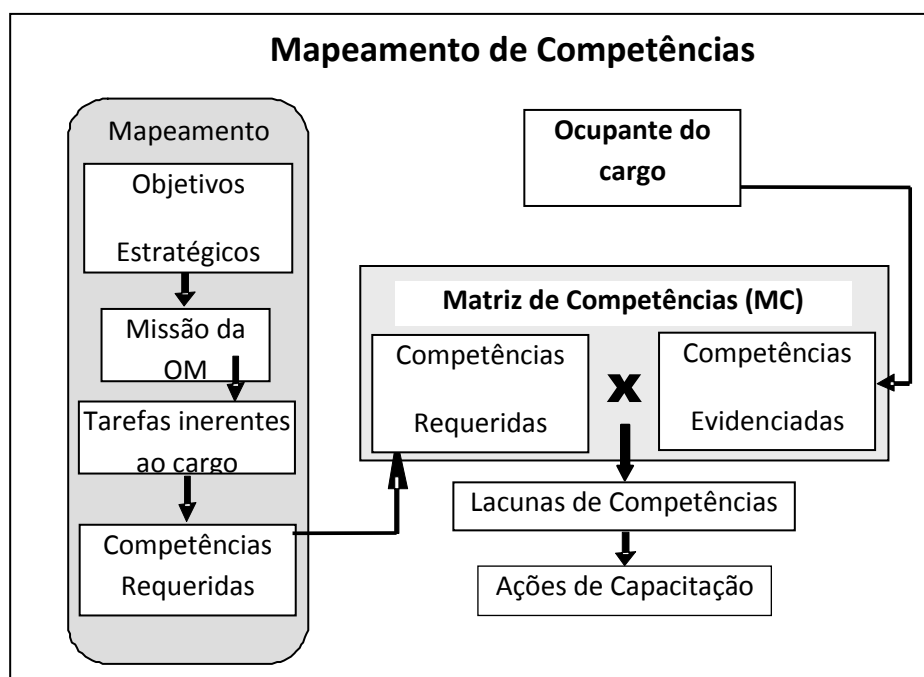 Mapeamento de Competências
Mapeamento
Objetivos
Estratégicos
Missão da
OM
Tarefas inerentes
ao cargo
Competências
Requeridas
Ocupante do
cargo
Matriz de Competências (MC)
Competências
Requeridas
x
Competências
Evidenciadas
Lacunas de Competências
Ações de Capacitação